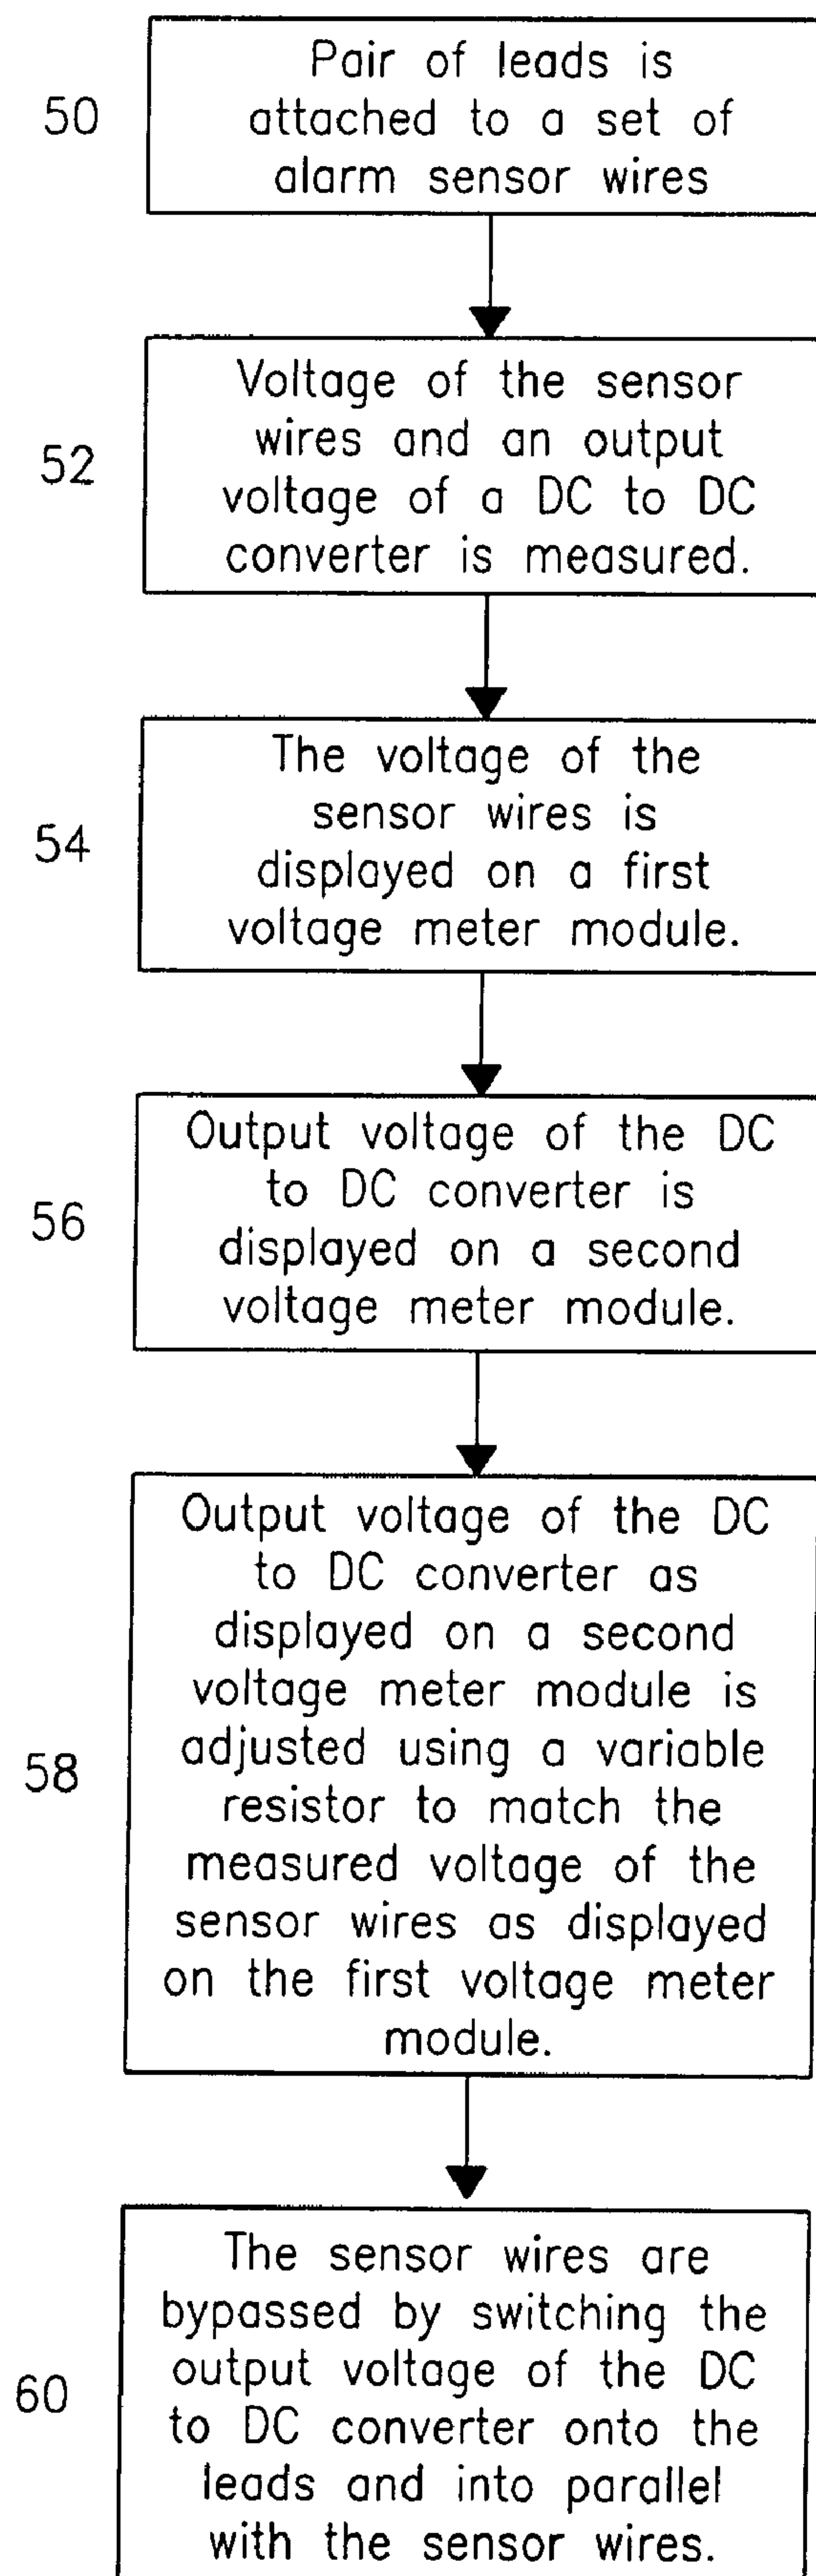 50
Pair of leads is
attached to a set of
alarm sensor wires
52
Voltage of the sensor
wires and an output
voltage of a DC to DC
converter is measured.
54
The voltage of the
sensor wires is
displayed on a first
voltage meter module.
56
Output voltage of the DC
to DC converter is
displayed on a second
voltage meter module.
58
Output voltage of the DC
to DC converter as
displayed on a second
voltage meter module is
adjusted using a variable
resistor to match the
measured voltage of the
sensor wires as displayed
on the first voltage meter
module.
60
The sensor wires are
bypassed by switching the
output voltage of the DC
to DC converter onto the
leads and into parallel
with the sensor wires.